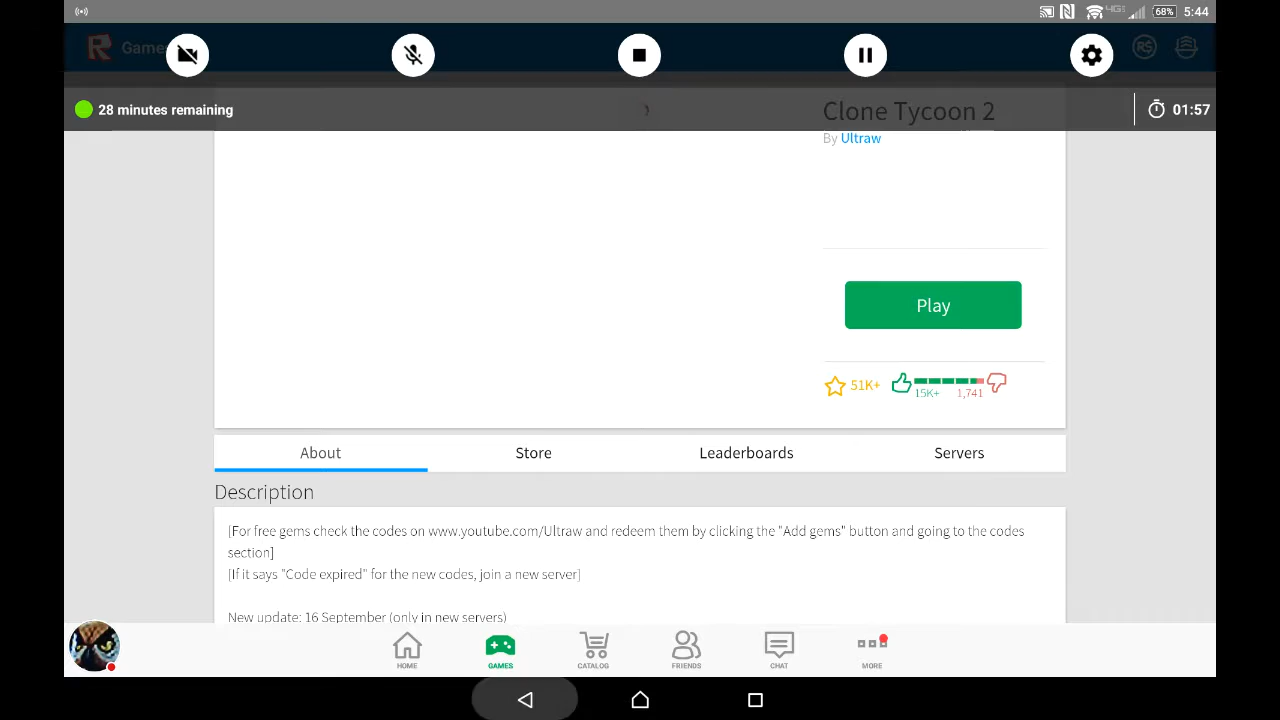 4G
68%
5:44
Game
28 minutes remaining
01:57
Clone Tycoon 2
By Ultraw
Play
51K+
15K+
1,741
About
Store
Leaderboards
Servers
Description
[For free gems check the codes on www.youtube.com/Ultraw and redeem them by clicking the "Add gems" button and going to the codes
section]
[If it says "Code expired" for the new codes, join a new server]
New update: 16 September (only in new servers)
HOME
GAMES
CATALOG
FRIENDS
CHAT
MORE